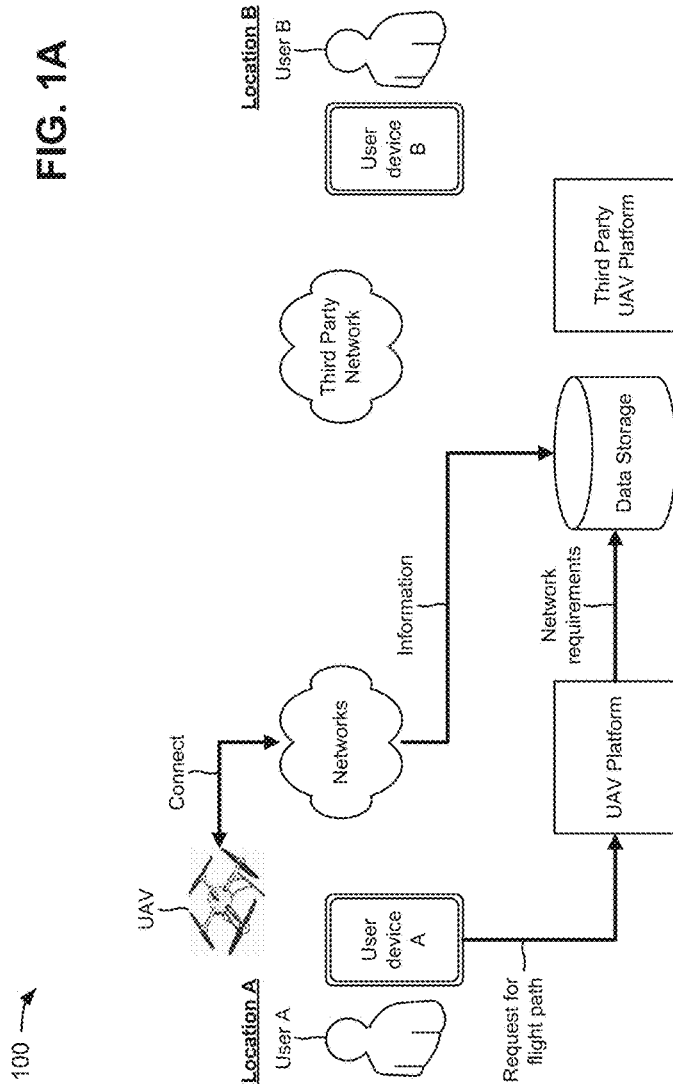 FIG. 1A
100
Location A
User A
UAV
Connect
Location B
User B
User device A
Networks
Third Party Network
User device B
Request for flight path
Information
UAV Platform
Network requirements
Data Storage
Third Party UAV Platform